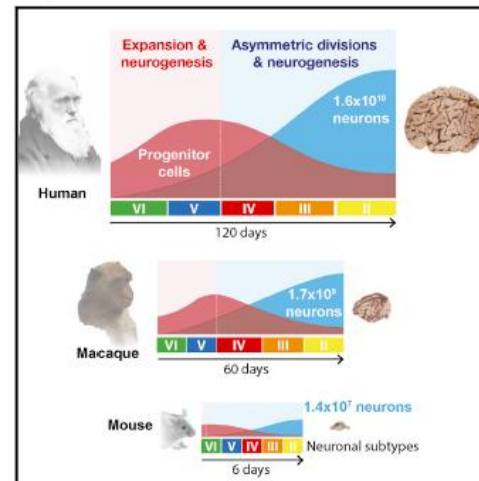 Expansion &
neurogenesis
Asymmetric divisions
& neurogenesis
1.6x10¹⁰
neurons
Progenitor
cells
Human
VI V IV III II
120 days
1.7x10⁹
neurons
Macaque
VI V IV III II
60 days
1.4x10⁷ neurons
Mouse
VI V IV III II
Neuronal subtypes
6 days